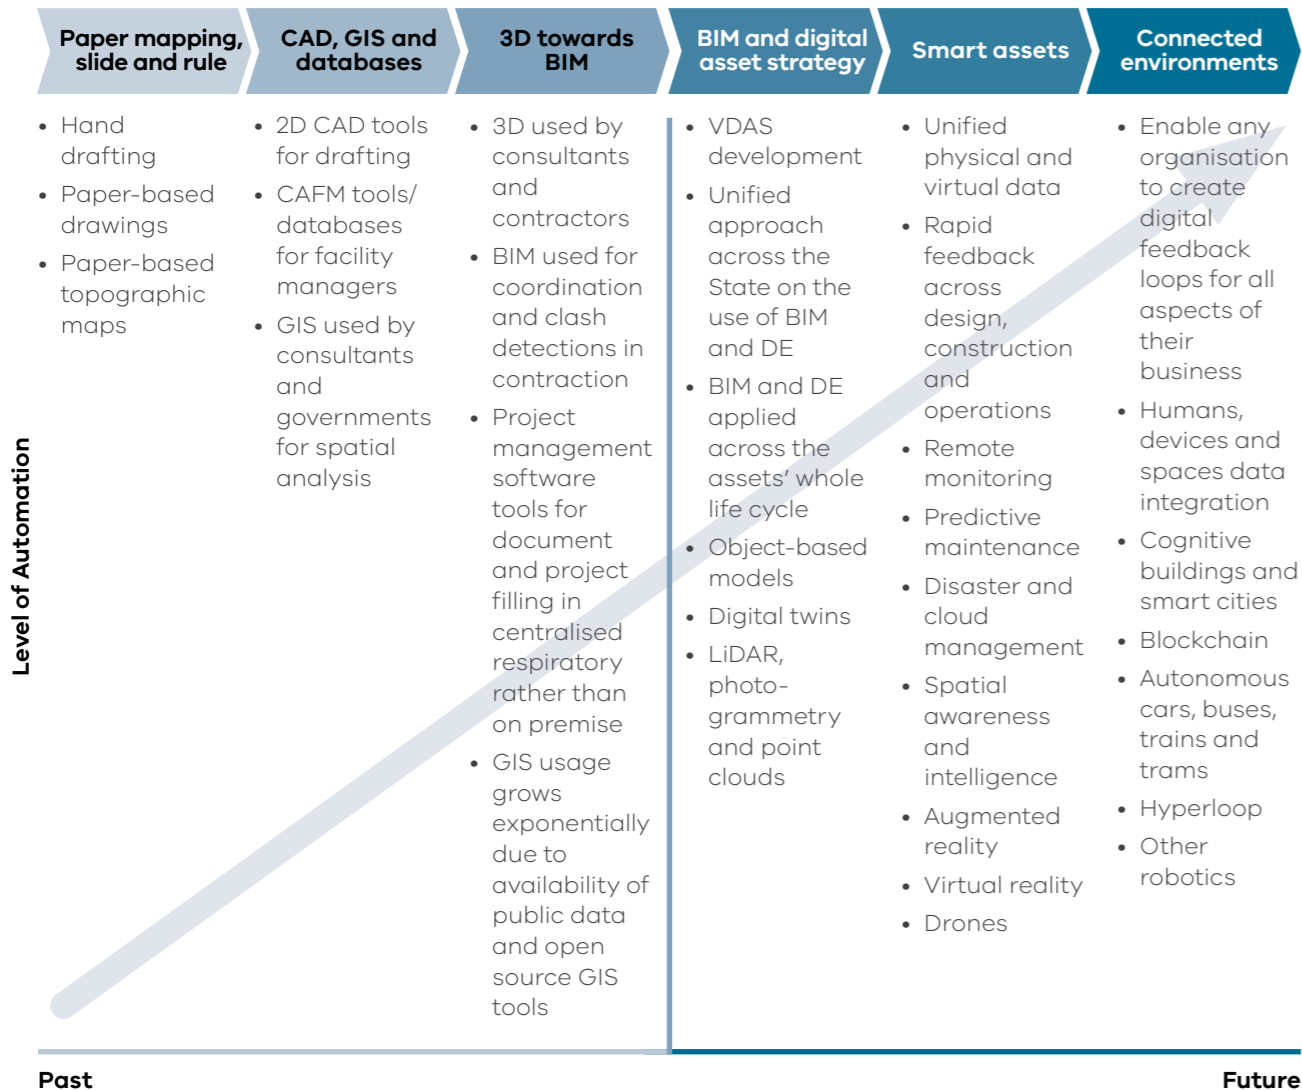 Paper mapping,
slide and rule
CAD, GIS and
databases
3D towards
BIM
BIM and digital
asset strategy
Smart assets
Connected
environments
Level of Automation
• Hand
drafting
• Paper-based
drawings
• Paper-based
topographic
maps
• 2D CAD tools
for drafting
• CAFM tools/
databases
for facility
managers
• GIS used by
consultants
and
governments
for spatial
analysis
• 3D used by
consultants
and
contractors
• BIM used for
coordination
and clash
detections in
contraction
• Project
management
software
tools for
document
and project
filling in
centralised
respiratory
rather than
on premise
• GIS usage
grows
exponentially
due to
availability of
public data
and open
source GIS
tools
• VDAS
development
• Unified
approach
across the
State on the
use of BIM
and DE
• BIM and DE
applied
across the
assets’ whole
life cycle
• Object-based
models
• Digital twins
• LiDAR,
photo-
grammetry
and point
clouds
• Unified
physical and
virtual data
• Rapid
feedback
across
design,
construction
and
operations
• Remote
monitoring
• Predictive
maintenance
• Disaster and
cloud
management
• Spatial
awareness
and
intelligence
• Augmented
reality
• Virtual reality
• Drones
• Enable any
organisation
to create
digital
feedback
loops for all
aspects of
their
business
• Humans,
devices and
spaces data
integration
• Cognitive
buildings and
smart cities
• Blockchain
• Autonomous
cars, buses,
trains and
trams
• Hyperloop
• Other
robotics
Past
Future